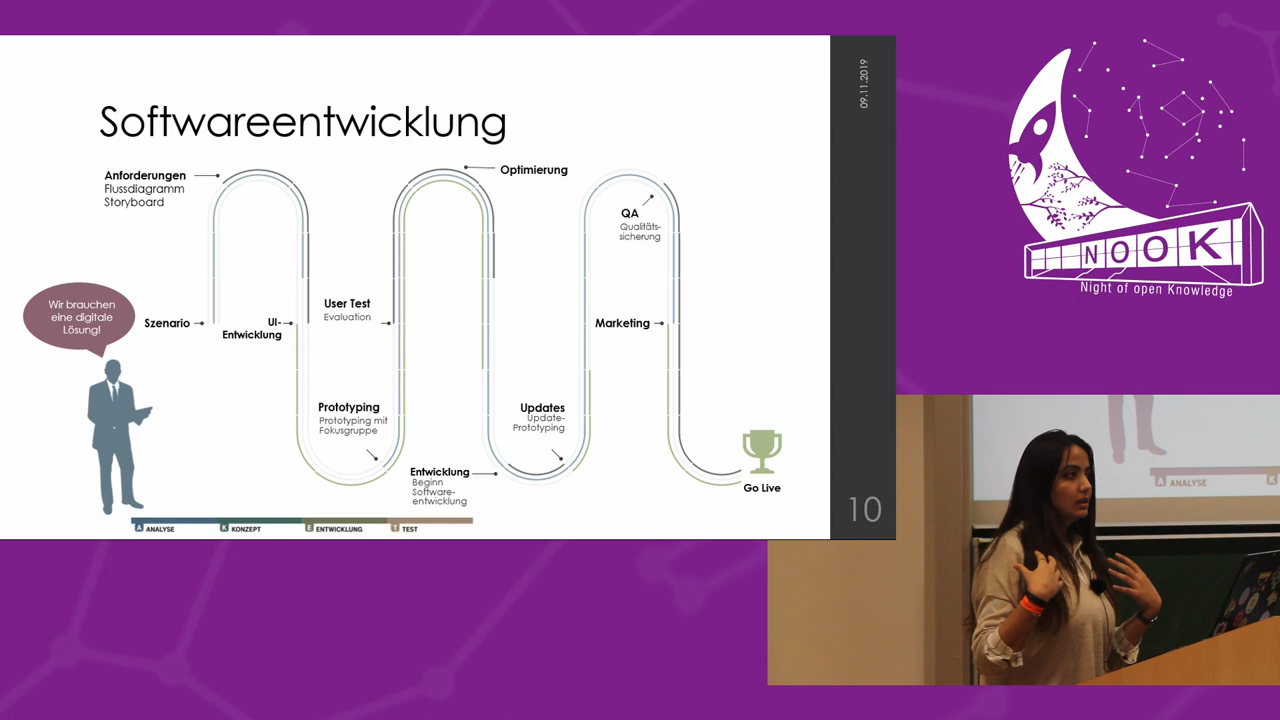 Softwareentwicklung
09.11.2019
Anforderungen
Flussdiagramm
Storyboard
Optimierung
QA
Qualitäts-
sicherung
Wir brauchen
eine digitale
Lösung!
Szenario
UI-
Entwicklung
User Test
Evaluation
Marketing
Prototyping
Prototyping mit
Fokusgruppe
Updates
Update-
Prototyping
Entwicklung
Beginn
Software-
entwicklung
Go Live
10
A ANALYSE
K KONZEPT
E ENTWICKLUNG
T TEST
NOOK
Night of open Knowledge
A ANALYSE
K